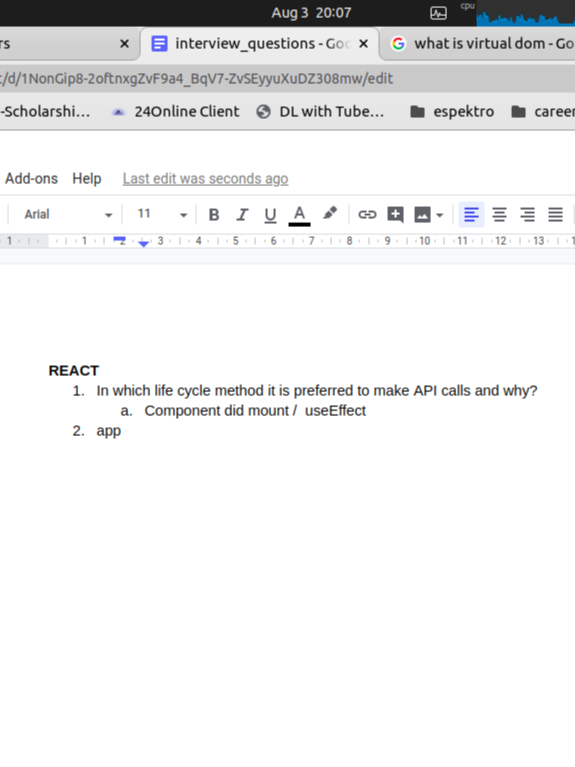 Aug 3 20:07
cpu
rs
interview_questions - Goo
what is virtual dom - Go
:/d/1NonGip8-2oftnxgZvF9a4_BqV7-ZvSEyyuXuDZ308mw/edit
-Scholarshi...
24Online Client
DL with Tube...
espektro
career
Add-ons Help Last edit was seconds ago
Arial 11 B I U A
1 1 2 3 4 5 6 7 8 9 10 11 12 13 1
REACT
1. In which life cycle method it is preferred to make API calls and why?
a. Component did mount / useEffect
2. app